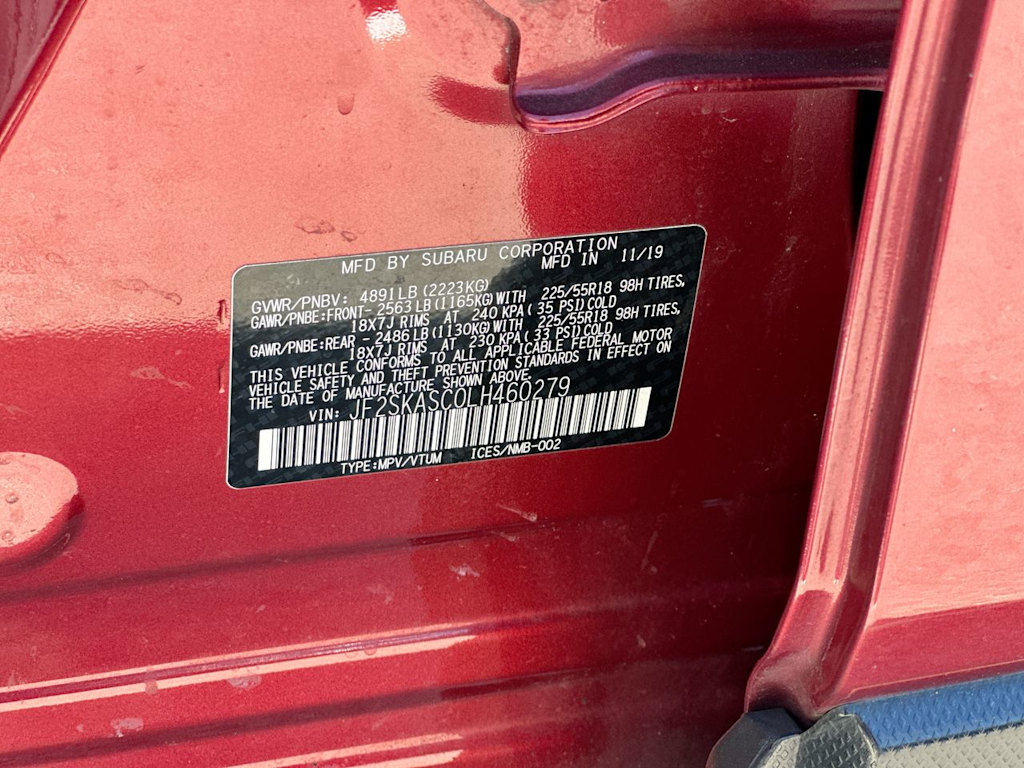 MFD BY SUBARU CORPORATION
MFD IN 11/19
GVWR/PNBV: 4891LB(2223KG)
GAWR/PNBE:FRONT- 2563LB(1165KG)WITH 225/55R18 98H TIRES,
18X7J RIMS AT 240 KPA( 35 PSI)COLD
GAWR/PNBE:REAR - 2486LB(1130KG)WITH 225/55R18 98H TIRES,
18X7J RIMS AT 230 KPA( 33 PSI)COLD
THIS VEHICLE CONFORMS TO ALL APPLICABLE FEDERAL MOTOR
VEHICLE SAFETY AND THEFT PREVENTION STANDARDS IN EFFECT ON
THE DATE OF MANUFACTURE SHOWN ABOVE.
VIN: JF2SKASC0LH460279
TYPE:MPV/VTUM ICES/NMB-002